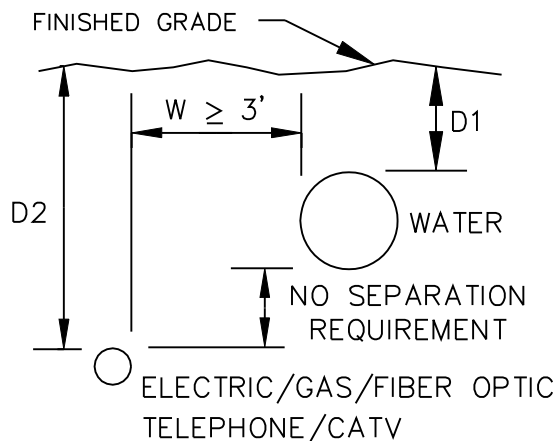 FINISHED GRADE
W ≥ 3'
D1
D2
WATER
NO SEPARATION
REQUIREMENT
ELECTRIC/GAS/FIBER OPTIC
TELEPHONE/CATV